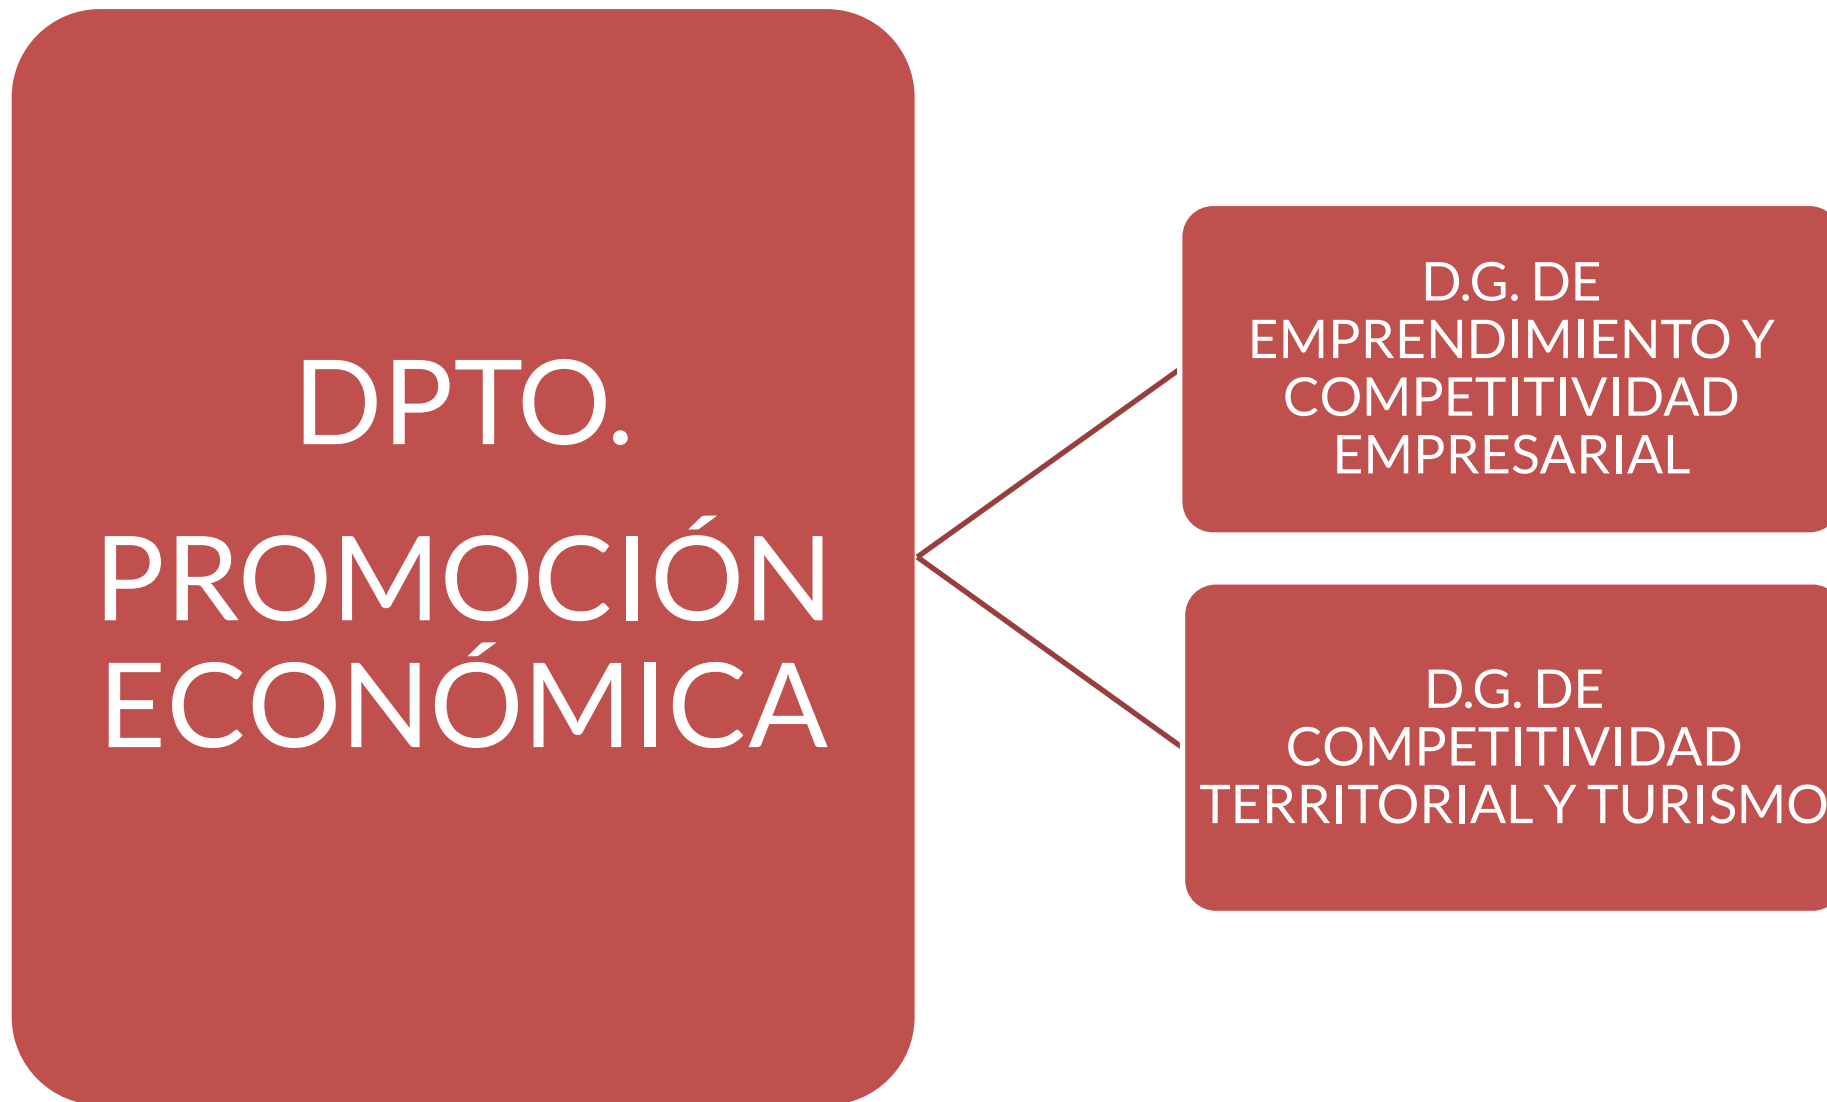 DPTO.
PROMOCIÓN
ECONÓMICA
D.G. DE
EMPRENDIMIENTO Y
COMPETITIVIDAD
EMPRESARIAL
D.G. DE
COMPETITIVIDAD
TERRITORIAL Y TURISMO